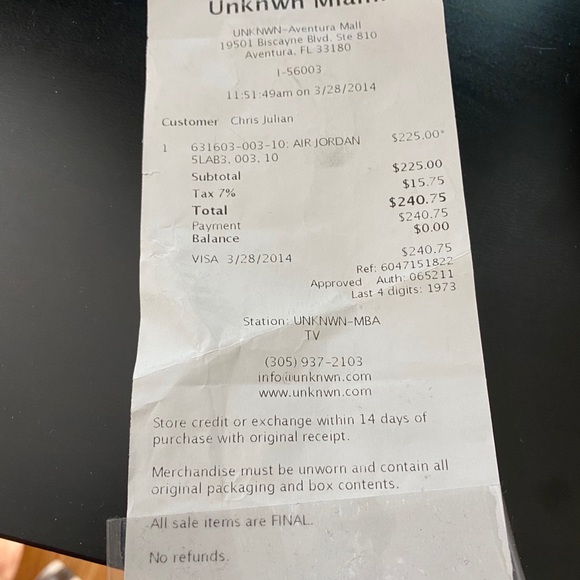 Unknwn Miami
UNKNWN-Aventura Mall
19501 Biscayne Blvd. Ste 810
Aventura, FL 33180
I-56003
11:51:49am on 3/28/2014
Customer Chris Julian
1 631603-003-10: AIR JORDAN $225.00*
5LAB3, 003, 10
Subtotal $225.00
Tax 7% $15.75
Total $240.75
Payment $240.75
Balance $0.00
VISA 3/28/2014 $240.75
Ref: 6047151822
Approved Auth: 065211
Last 4 digits: 1973
Station: UNKNWN-MBA
TV
(305) 937-2103
info@unknwn.com
www.unknwn.com
Store credit or exchange within 14 days of
purchase with original receipt.
Merchandise must be unworn and contain all
original packaging and box contents.
All sale items are FINAL.
No refunds.